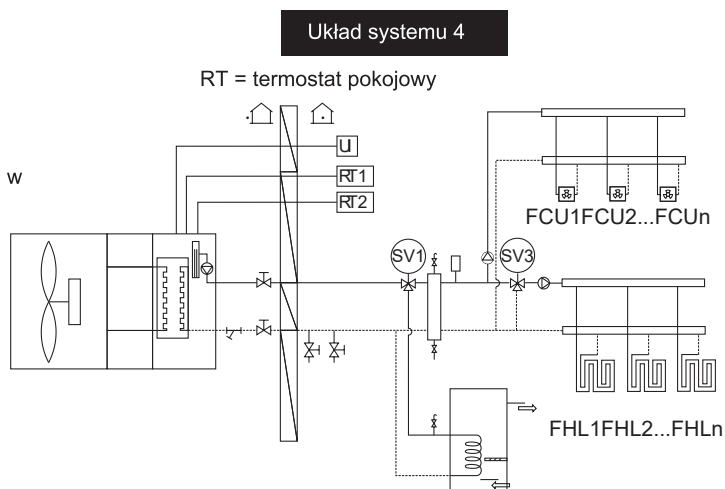 Układ systemu 4
RT = termostat pokojowy
w
u
RT1
RT2
FCU1FCU2...FCUn
SV1
SV3
FHL1FHL2...FHLn